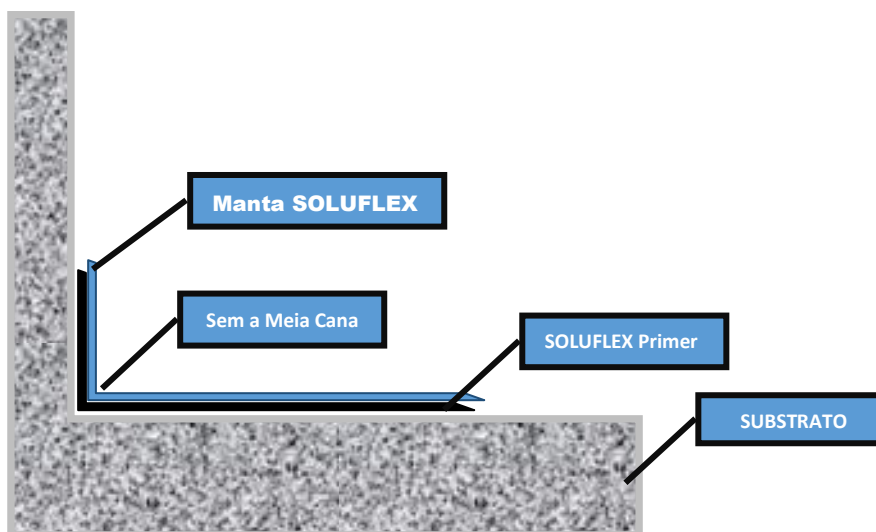 Manta SOLUFLEX
Sem a Meia Cana
SOLUFLEX Primer
SUBSTRATO